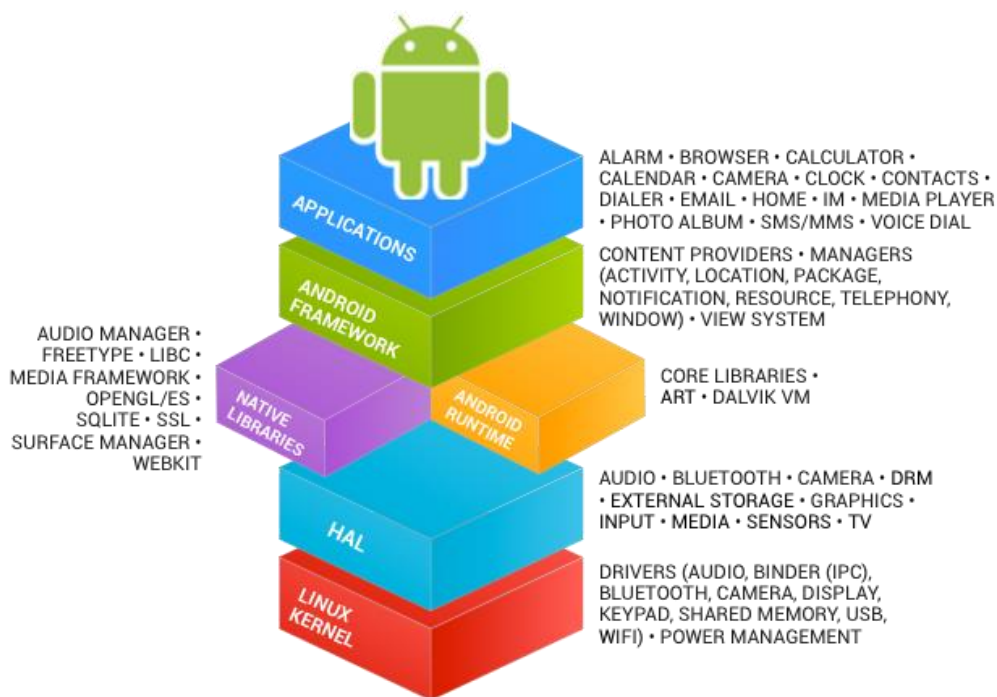 ALARM • BROWSER • CALCULATOR •
CALENDAR • CAMERA • CLOCK • CONTACTS •
DIALER • EMAIL • HOME • IM • MEDIA PLAYER
• PHOTO ALBUM • SMS/MMS • VOICE DIAL
APPLICATIONS
CONTENT PROVIDERS • MANAGERS
(ACTIVITY, LOCATION, PACKAGE,
NOTIFICATION, RESOURCE, TELEPHONY,
WINDOW) • VIEW SYSTEM
ANDROID
FRAMEWORK
AUDIO MANAGER •
FREETYPE • LIBC •
MEDIA FRAMEWORK •
OPENGL/ES •
SQLITE • SSL •
SURFACE MANAGER •
WEBKIT
NATIVE
LIBRARIES
ANDROID
RUNTIME
CORE LIBRARIES •
ART • DALVIK VM
HAL
AUDIO • BLUETOOTH • CAMERA • DRM
• EXTERNAL STORAGE • GRAPHICS •
INPUT • MEDIA • SENSORS • TV
LINUX
KERNEL
DRIVERS (AUDIO, BINDER (IPC),
BLUETOOTH, CAMERA, DISPLAY,
KEYPAD, SHARED MEMORY, USB,
WIFI) • POWER MANAGEMENT